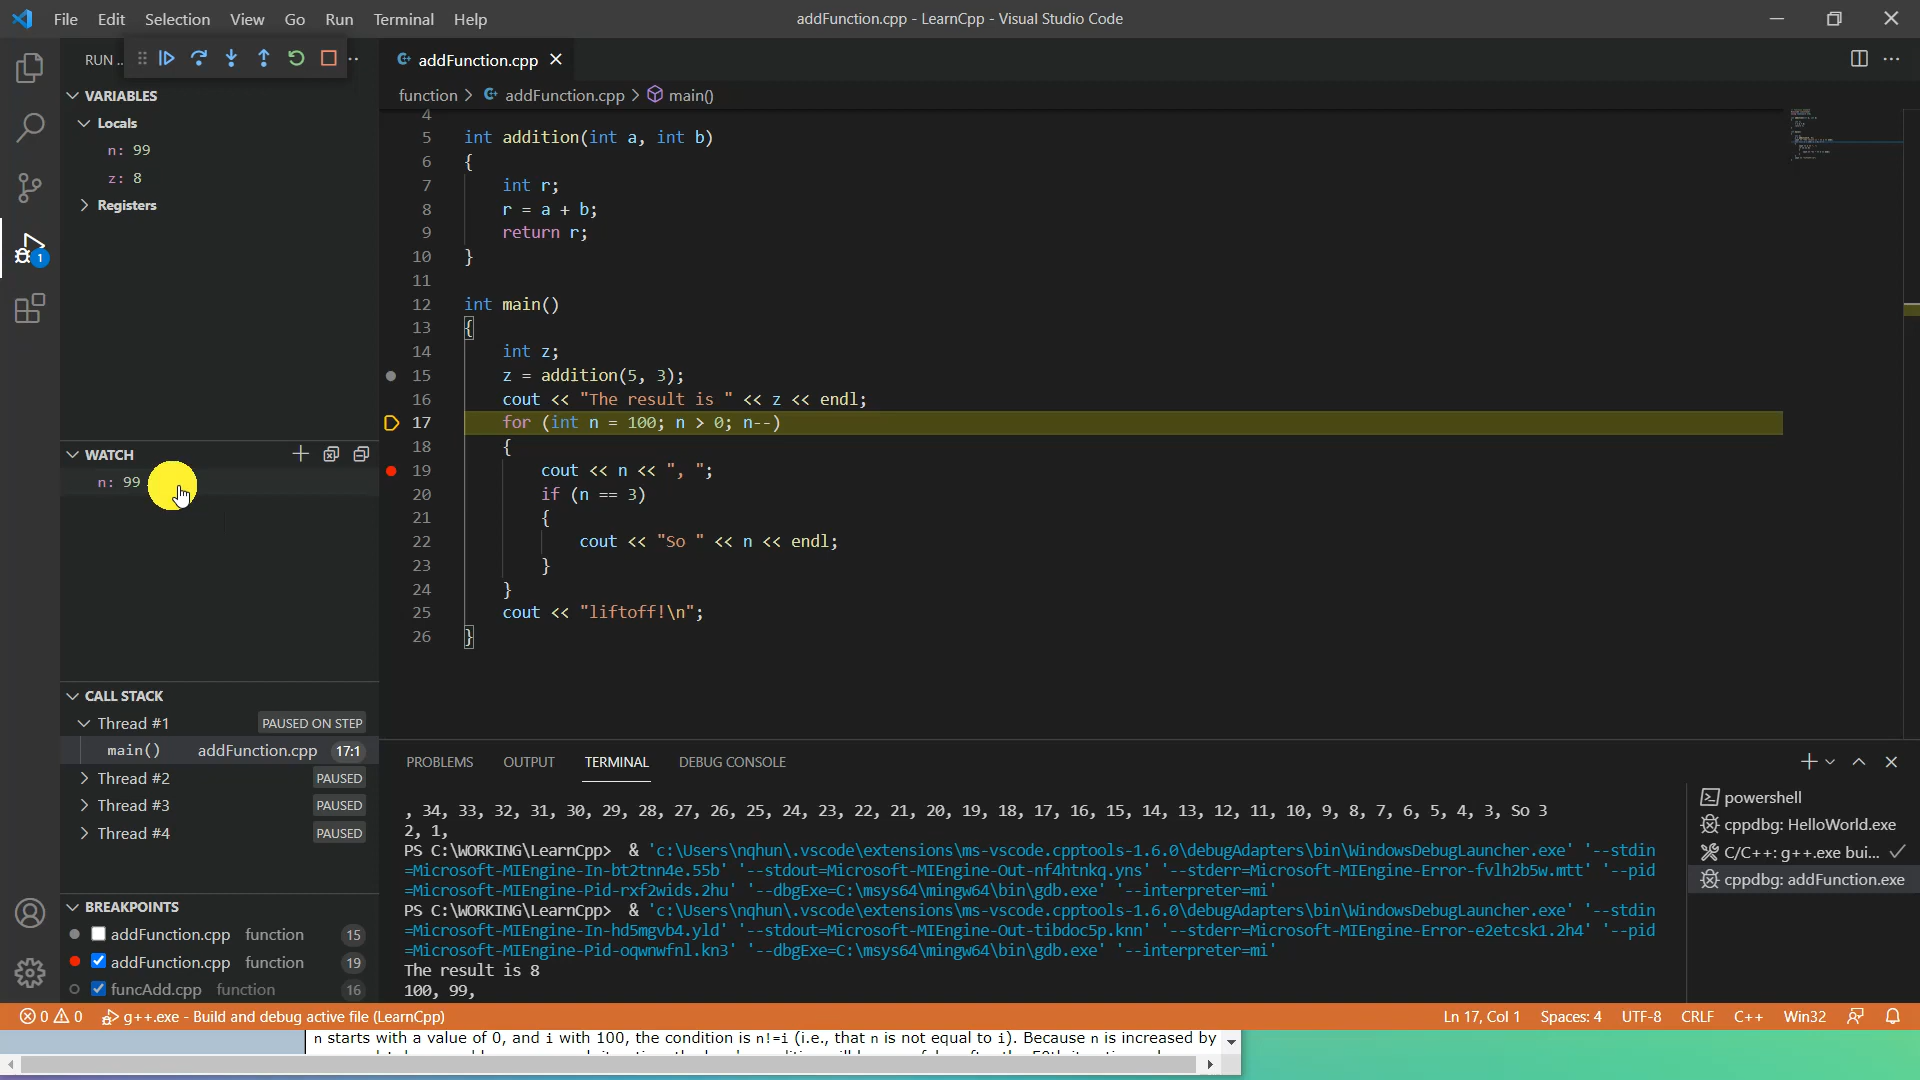 File Edit Selection View Go Run Terminal Help
addFunction.cpp - LearnCpp - Visual Studio Code
RUN ...
addFunction.cpp
function > addFunction.cpp > main()
VARIABLES
Locals
n: 99
z: 8
Registers
WATCH
n: 99
CALL STACK
Thread #1 PAUSED ON STEP
main() addFunction.cpp 17:1
Thread #2 PAUSED
Thread #3 PAUSED
Thread #4 PAUSED
BREAKPOINTS
addFunction.cpp function 15
addFunction.cpp function 19
funcAdd.cpp function 16
1
4
5 int addition(int a, int b)
6 {
7 int r;
8 r = a + b;
9 return r;
10 }
11
12 int main()
13 {
14 int z;
15 z = addition(5, 3);
16 cout << "The result is " << z << endl;
17 for (int n = 100; n > 0; n--)
18 {
19 cout << n << ", ";
20 if (n == 3)
21 {
22 cout << "So " << n << endl;
23 }
24 }
25 cout << "liftoff!\n";
26 }
PROBLEMS OUTPUT TERMINAL DEBUG CONSOLE
, 34, 33, 32, 31, 30, 29, 28, 27, 26, 25, 24, 23, 22, 21, 20, 19, 18, 17, 16, 15, 14, 13, 12, 11, 10, 9, 8, 7, 6, 5, 4, 3, So 3
2, 1,
PS C:\WORKING\LearnCpp> & 'c:\Users\nqhun\.vscode\extensions\ms-vscode.cpptools-1.6.0\debugAdapters\bin\WindowsDebugLauncher.exe' '--stdin
=Microsoft-MIEngine-In-bt2tnn4e.55b' '--stdout=Microsoft-MIEngine-Out-nf4htnkq.yns' '--stderr=Microsoft-MIEngine-Error-fvlh2b5w.mtt' '--pid
=Microsoft-MIEngine-Pid-rxf2wids.2hu' '--dbgExe=C:\msys64\mingw64\bin\gdb.exe' '--interpreter=mi'
PS C:\WORKING\LearnCpp> & 'c:\Users\nqhun\.vscode\extensions\ms-vscode.cpptools-1.6.0\debugAdapters\bin\WindowsDebugLauncher.exe' '--stdin
=Microsoft-MIEngine-In-hd5mgvb4.yld' '--stdout=Microsoft-MIEngine-Out-tibdoc5p.knn' '--stderr=Microsoft-MIEngine-Error-e2etcsk1.2h4' '--pid
=Microsoft-MIEngine-Pid-oqwnwfnl.kn3' '--dbgExe=C:\msys64\mingw64\bin\gdb.exe' '--interpreter=mi'
The result is 8
100, 99,
powershell
cppdbg: HelloWorld.exe
C/C++: g++.exe bui...
cppdbg: addFunction.exe
0 0 g++.exe - Build and debug active file (LearnCpp)
Ln 17, Col 1 Spaces: 4 UTF-8 CRLF C++ Win32
n starts with a value of 0, and i with 100, the condition is n!=i (i.e., that n is not equal to i). Because n is increased by